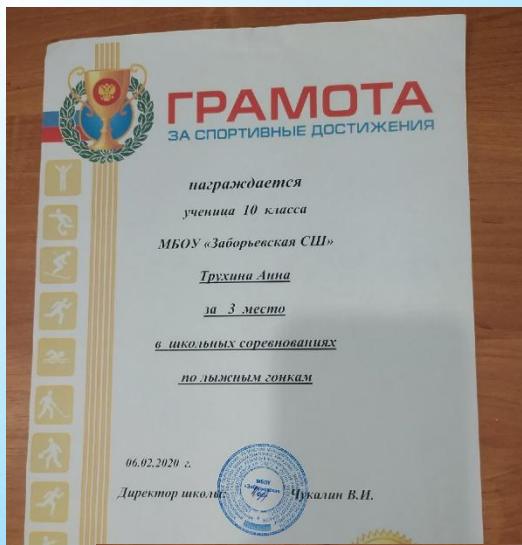 ГРАМОТА
ЗА СПОРТИВНЫЕ ДОСТИЖЕНИЯ
награждается
ученица 10 класса
МБОУ «Заборьевская СШ»
Трухина Анна
за 3 место
в школьных соревнованиях
по лыжным гонкам
06.02.2020 г.
МБОУ
Директор школы: Чукалин В.И.